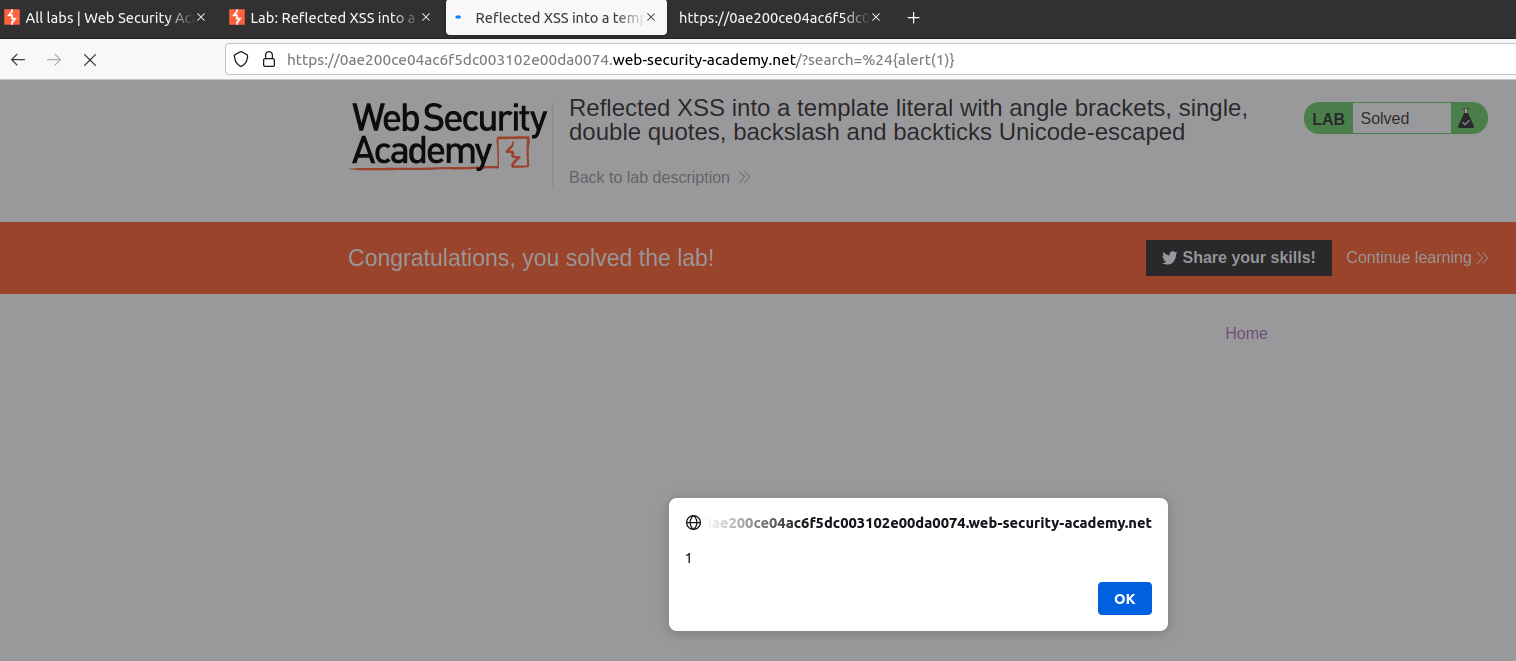 All labs | Web Security Ac
Lab: Reflected XSS into a
Reflected XSS into a temp
https://0ae200ce04ac6f5dc0
https://0ae200ce04ac6f5dc003102e00da0074.web-security-academy.net/?search=%24{alert(1)}
Web Security
Academy
Reflected XSS into a template literal with angle brackets, single,
double quotes, backslash and backticks Unicode-escaped
LAB Solved
Back to lab description
Congratulations, you solved the lab!
Share your skills!
Continue learning
Home
0ae200ce04ac6f5dc003102e00da0074.web-security-academy.net
1
OK